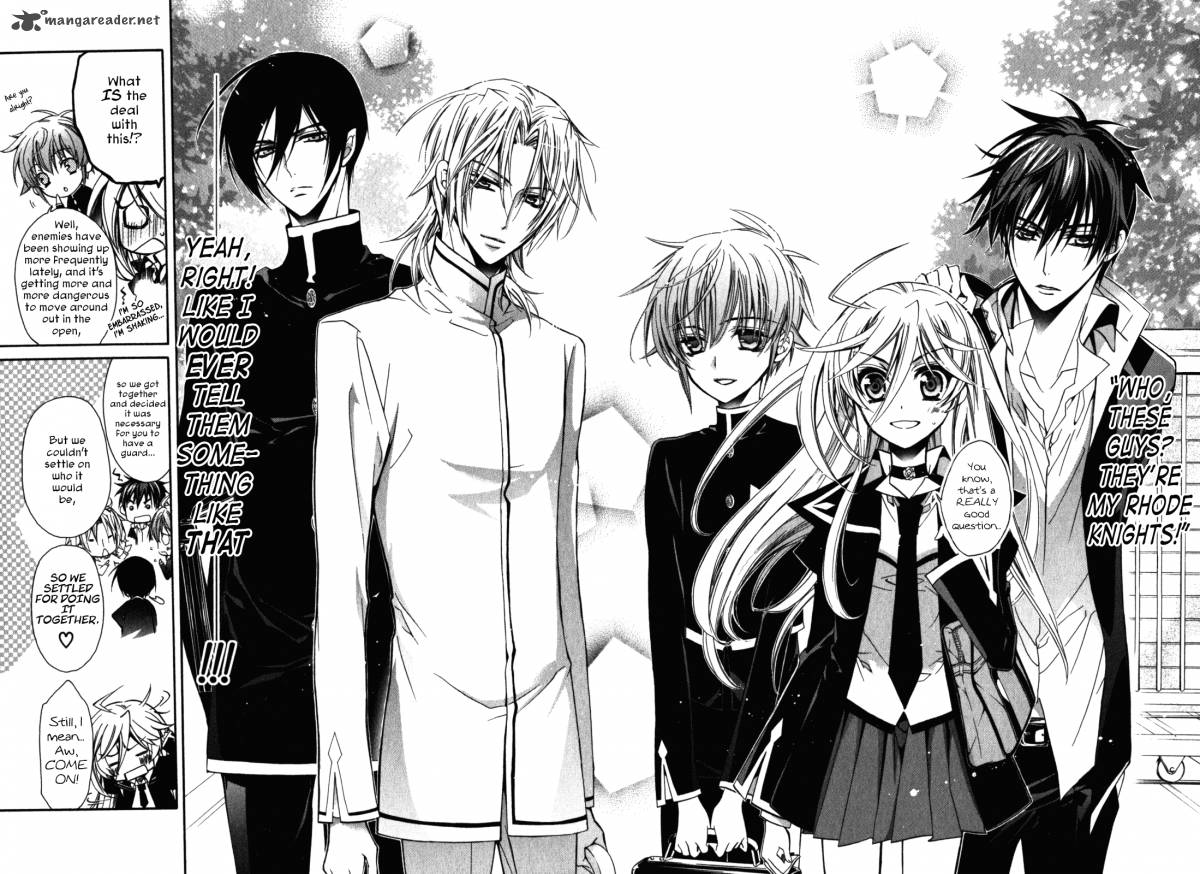 mangareader.net
"WHO,
THESE
GUYS?
THEY'RE
MY RHODE
KNIGHTS!"
You
know,
that's a
REALLY
good
question..
YEAH,
RIGHT!
LIKE I
WOULD
EVER
TELL
THEM
SOME-
THING
LIKE
THAT
!!!
What
IS the
deal
with
this!?
Are you
alright?
Well,
enemies have
been showing up
more frequently
lately, and it's
getting more and
more dangerous
to move around
out in the
open,
I'M SO
EMBARRASSED,
I'M SHAKING...
so we got
together
and decided
it was
necessary
for you to
have a
guard...
But we
couldn't
settle on
who it
would
be,
SO WE
SETTLED
FOR DOING
IT
TOGETHER.
♡
Still, I
mean..
Aw,
COME
ON!